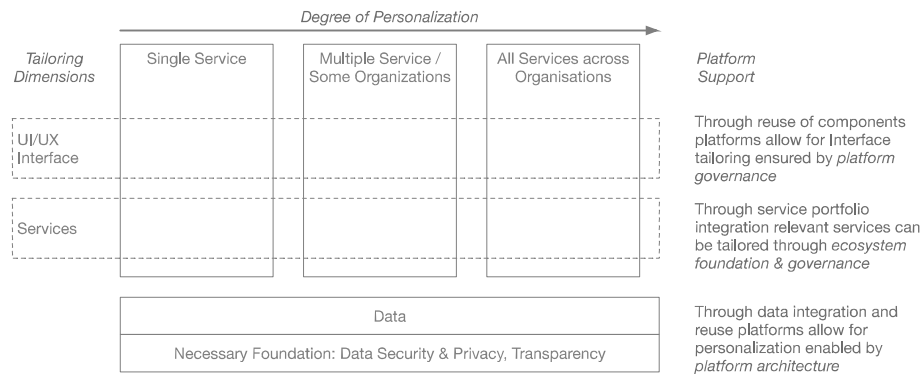 Degree of Personalization
Tailoring
Dimensions
Single Service
Multiple Service /
Some Organizations
All Services across
Organisations
Platform
Support
UI/UX
Interface
Through reuse of components
platforms allow for Interface
tailoring ensured by platform
governance
Services
Through service portfolio
integration relevant services can
be tailored through ecosystem
foundation & governance
Data
Necessary Foundation: Data Security & Privacy, Transparency
Through data integration and
reuse platforms allow for
personalization enabled by
platform architecture